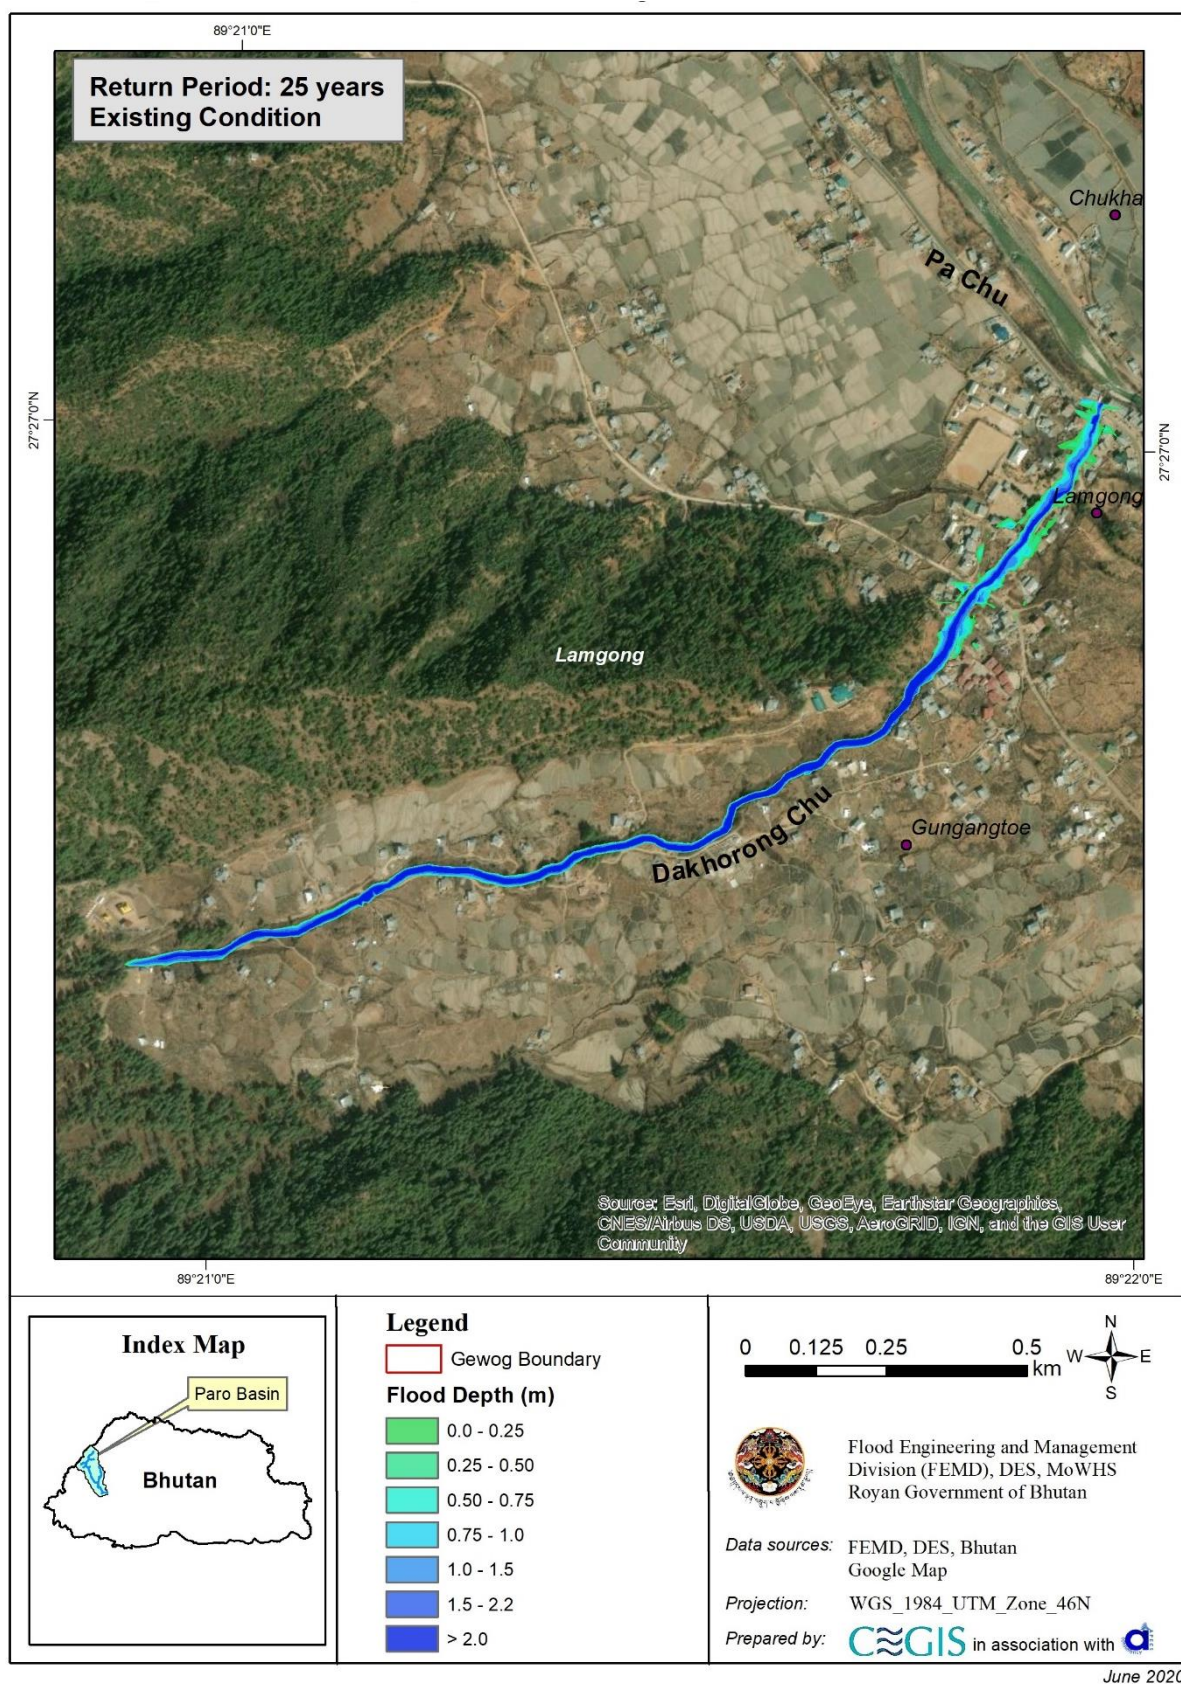 89°21'0"E
Return Period: 25 years
Existing Condition
Chukha
Pa Chu
27°27'0"N
27°27'0"N
Lamgong
Lamgong
Dakhorong Chu
Gungangtoe
Source: Esri, DigitalGlobe, GeoEye, Earthstar Geographics,
CNES/Airbus DS, USDA, USGS, AeroGRID, IGN, and the GIS User
Community
89°21'0"E
89°22'0"E
Index Map
Paro Basin
Bhutan
Legend
Gewog Boundary
Flood Depth (m)
0.0 - 0.25
0.25 - 0.50
0.50 - 0.75
0.75 - 1.0
1.0 - 1.5
1.5 - 2.2
> 2.0
0 0.125 0.25 0.5
km
N
W E
S
Flood Engineering and Management
Division (FEMD), DES, MoWHS
Royan Government of Bhutan
Data sources: FEMD, DES, Bhutan
Google Map
Projection: WGS_1984_UTM_Zone_46N
Prepared by: CEGIS in association with
June 2020